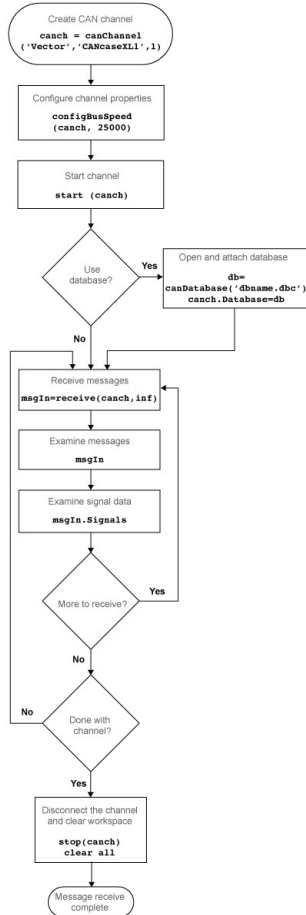 Create CAN channel
canch = canChannel
('Vector','CANcaseXL1',1)
Configure channel properties
configBusSpeed
(canch, 25000)
Start channel
start (canch)
Use
database?
Yes
Open and attach database
db=
canDatabase('dbname.dbc')
canch.Database=db
No
Receive messages
msgIn=receive(canch,inf)
Examine messages
msgIn
Examine signal data
msgIn.Signals
More to receive?
Yes
No
Done with
channel?
No
Yes
Disconnect the channel
and clear workspace
stop(canch)
clear all
Message receive
complete